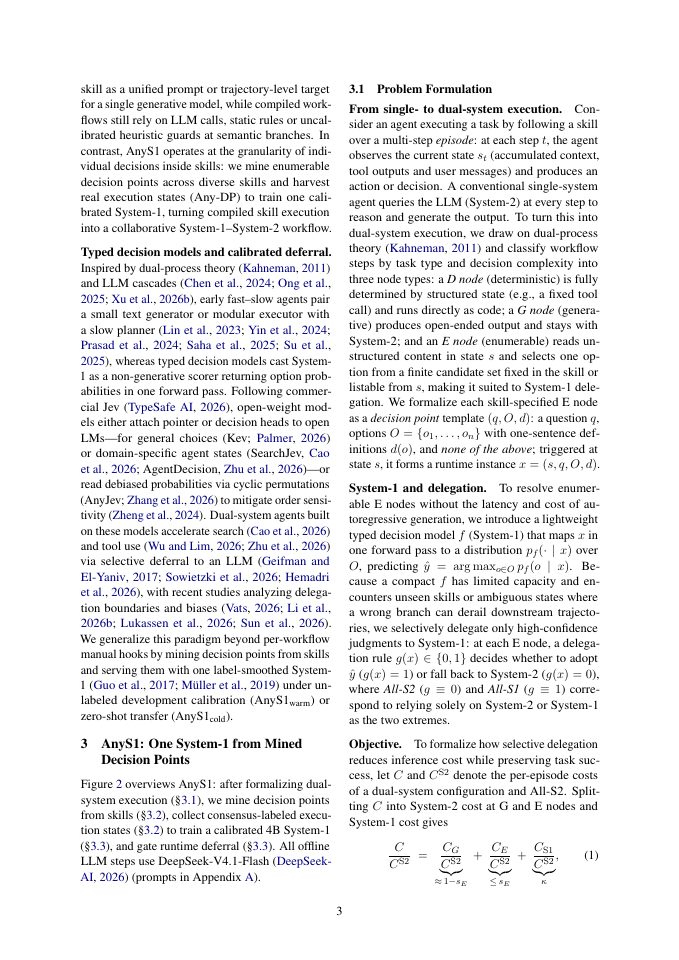 skill as a unified prompt or trajectory-level target
for a single generative model, while compiled work-
flows still rely on LLM calls, static rules or uncal-
ibrated heuristic guards at semantic branches. In
contrast, AnyS1 operates at the granularity of indi-
vidual decisions inside skills: we mine enumerable
decision points across diverse skills and harvest
real execution states (Any-DP) to train one cali-
brated System-1, turning compiled skill execution
into a collaborative System-1–System-2 workflow.
Typed decision models and calibrated deferral.
Inspired by dual-process theory (Kahneman, 2011)
and LLM cascades (Chen et al., 2024; Ong et al.,
2025; Xu et al., 2026b), early fast–slow agents pair
a small text generator or modular executor with
a slow planner (Lin et al., 2023; Yin et al., 2024;
Prasad et al., 2024; Saha et al., 2025; Su et al.,
2025), whereas typed decision models cast System-
1 as a non-generative scorer returning option prob-
abilities in one forward pass. Following commer-
cial Jev (TypeSafe AI, 2026), open-weight mod-
els either attach pointer or decision heads to open
LMs—for general choices (Kev; Palmer, 2026)
or domain-specific agent states (SearchJev, Cao
et al., 2026; AgentDecision, Zhu et al., 2026)—or
read debiased probabilities via cyclic permutations
(AnyJev; Zhang et al., 2026) to mitigate order sensi-
tivity (Zheng et al., 2024). Dual-system agents built
on these models accelerate search (Cao et al., 2026)
and tool use (Wu and Lim, 2026; Zhu et al., 2026)
via selective deferral to an LLM (Geifman and
El-Yaniv, 2017; Sowietzki et al., 2026; Hemadri
et al., 2026), with recent studies analyzing delega-
tion boundaries and biases (Vats, 2026; Li et al.,
2026b; Lukassen et al., 2026; Sun et al., 2026).
We generalize this paradigm beyond per-workflow
manual hooks by mining decision points from skills
and serving them with one label-smoothed System-
1 (Guo et al., 2017; Müller et al., 2019) under un-
labeled development calibration (AnyS1warm) or
zero-shot transfer (AnyS1cold).
3 AnyS1: One System-1 from Mined
Decision Points
Figure 2 overviews AnyS1: after formalizing dual-
system execution (§3.1), we mine decision points
from skills (§3.2), collect consensus-labeled execu-
tion states (§3.2) to train a calibrated 4B System-1
(§3.3), and gate runtime deferral (§3.3). All offline
LLM steps use DeepSeek-V4.1-Flash (DeepSeek-
AI, 2026) (prompts in Appendix A).
3.1 Problem Formulation
From single- to dual-system execution. Con-
sider an agent executing a task by following a skill
over a multi-step episode: at each step t, the agent
observes the current state s_t (accumulated context,
tool outputs and user messages) and produces an
action or decision. A conventional single-system
agent queries the LLM (System-2) at every step to
reason and generate the output. To turn this into
dual-system execution, we draw on dual-process
theory (Kahneman, 2011) and classify workflow
steps by task type and decision complexity into
three node types: a D node (deterministic) is fully
determined by structured state (e.g., a fixed tool
call) and runs directly as code; a G node (genera-
tive) produces open-ended output and stays with
System-2; and an E node (enumerable) reads un-
structured content in state s and selects one op-
tion from a finite candidate set fixed in the skill or
listable from s, making it suited to System-1 dele-
gation. We formalize each skill-specified E node
as a decision point template (q, O, d): a question q,
options O = {o₁, . . . , oₙ} with one-sentence def-
initions d(o), and none of the above; triggered at
state s, it forms a runtime instance x = (s, q, O, d).
System-1 and delegation. To resolve enumer-
able E nodes without the latency and cost of au-
toregressive generation, we introduce a lightweight
typed decision model f (System-1) that maps x in
one forward pass to a distribution p_f(· | x) over
O, predicting ŷ = arg max_{o∈O} p_f(o | x). Be-
cause a compact f has limited capacity and en-
counters unseen skills or ambiguous states where
a wrong branch can derail downstream trajecto-
ries, we selectively delegate only high-confidence
judgments to System-1: at each E node, a delega-
tion rule g(x) ∈ {0, 1} decides whether to adopt
ŷ (g(x) = 1) or fall back to System-2 (g(x) = 0),
where All-S2 (g ≡ 0) and All-S1 (g ≡ 1) corre-
spond to relying solely on System-2 or System-1
as the two extremes.
Objective. To formalize how selective delegation
reduces inference cost while preserving task suc-
cess, let C and C^{S2} denote the per-episode costs
of a dual-system configuration and All-S2. Split-
ting C into System-2 cost at G and E nodes and
System-1 cost gives
C/C^{S2} = C_G/C^{S2} + C_E/C^{S2} + C_{S1}/C^{S2}, (1)
≈ 1−s_E ≤ s_E κ
3